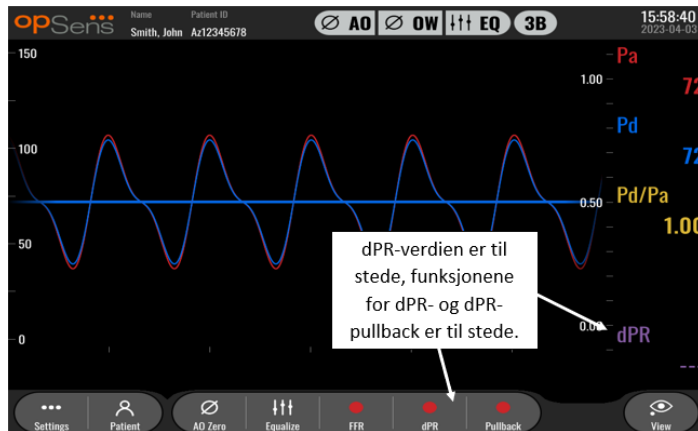 opSens
Name
Patient ID
Smith, John
Az12345678
AO
OW
EQ
3B
15:58:40
2023-04-03
150
100
50
0
1.00
0.50
0.00
Pa
72
Pd
72
Pd/Pa
1.00
dPR
---
dPR-verdien er til
stede, funksjonene
for dPR- og dPR-
pullback er til stede.
Settings
Patient
AO Zero
Equalize
FFR
dPR
Pullback
View